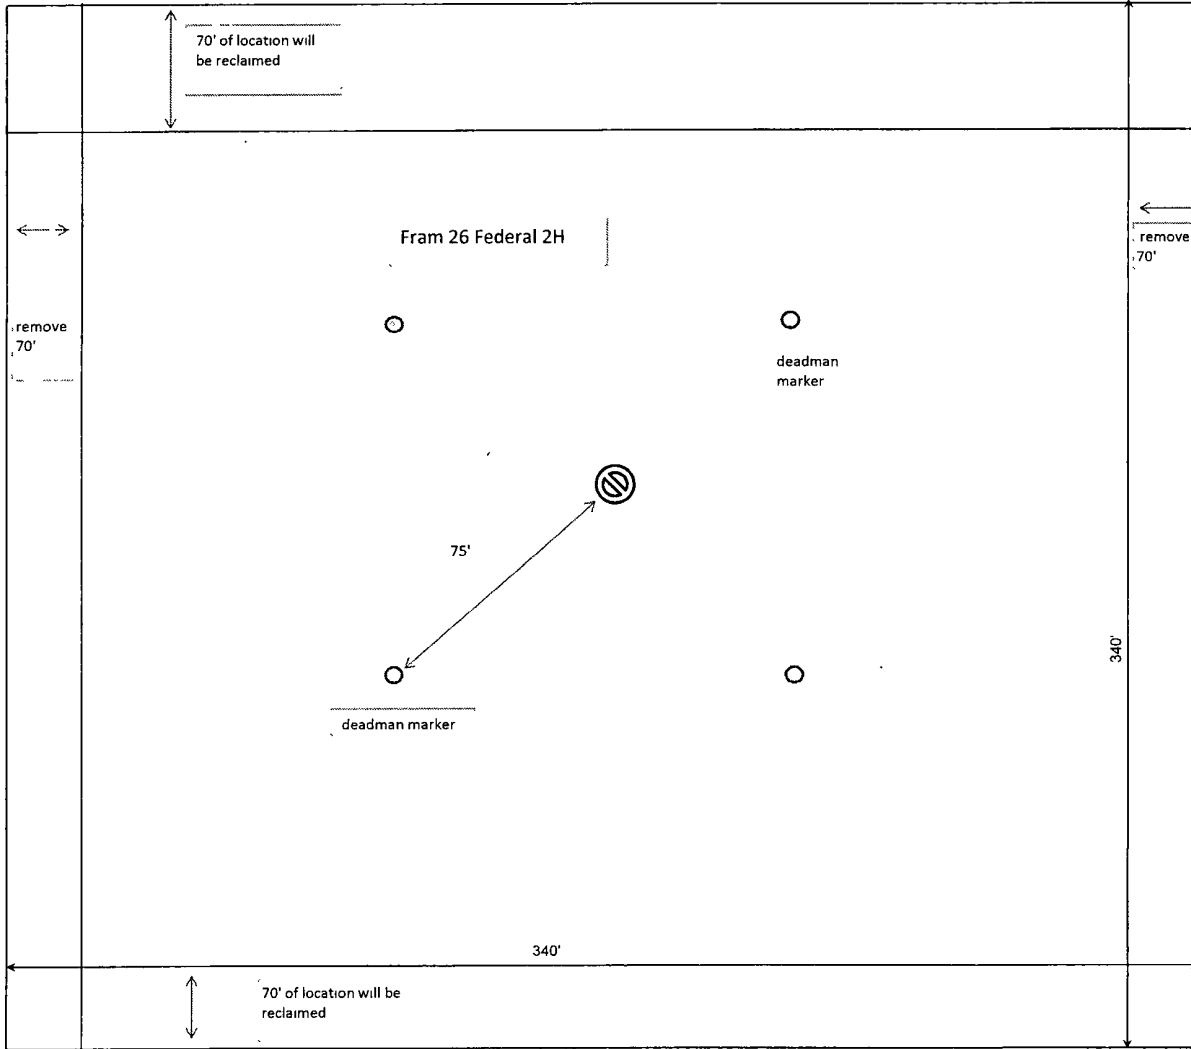 70' of location will
be reclaimed
Fram 26 Federal 2H
remove
70'
remove
70'
deadman
marker
75'
340'
deadman marker
340'
70' of location will be
reclaimed